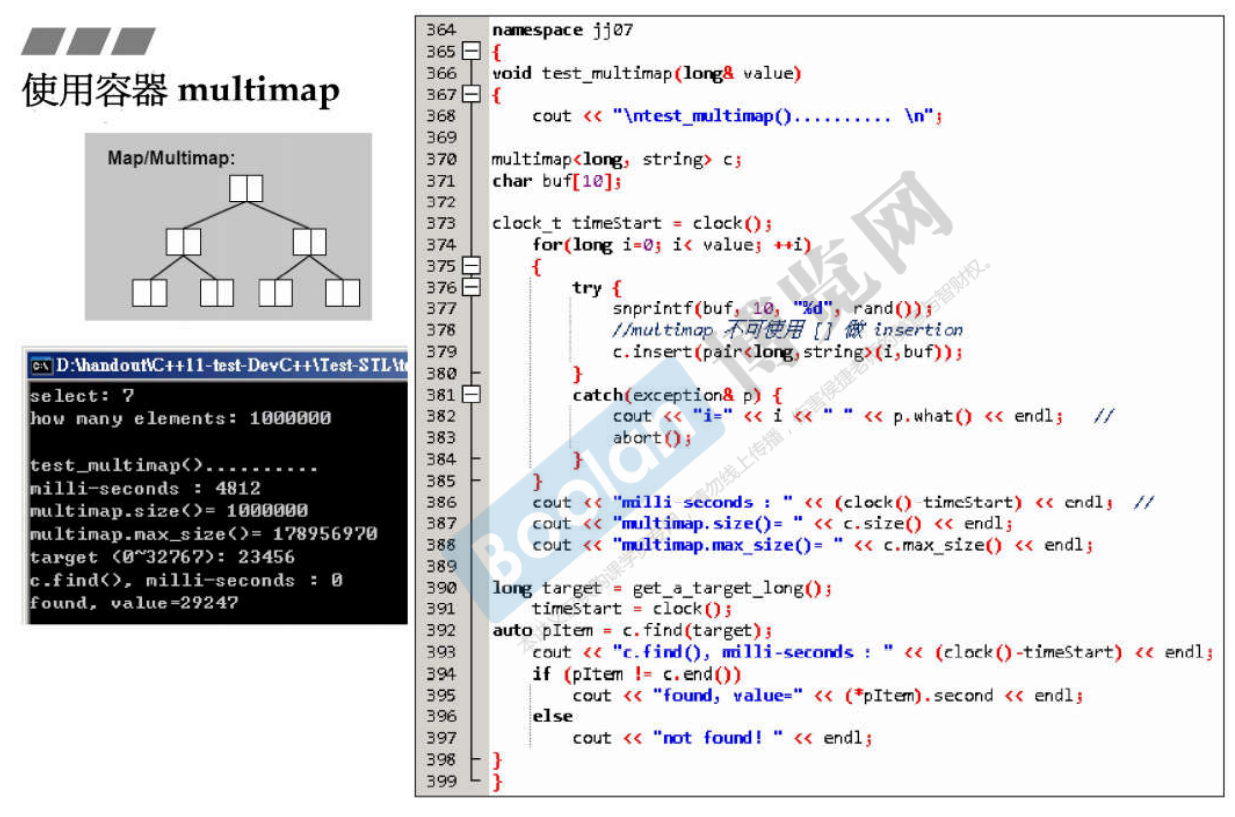 使用容器 multimap
Map/Multimap:
D:\handout\C++11-test-DevC++\Test-STL\t
select: 7
how many elements: 1000000
test_multimap()..........
milli-seconds : 4812
multimap.size()= 1000000
multimap.max_size()= 178956970
target (0~32767): 23456
c.find(), milli-seconds : 0
found, value=29247
364 namespace jj07
365 {
366 void test_multimap(long& value)
367 {
368 cout << "\ntest_multimap().......... \n";
369
370 multimap<long, string> c;
371 char buf[10];
372
373 clock_t timeStart = clock();
374 for(long i=0; i< value; ++i)
375 {
376 try {
377 snprintf(buf, 10, "%d", rand());
378 //multimap 不可使用 [] 做 insertion
379 c.insert(pair<long,string>(i,buf));
380 }
381 catch(exception& p) {
382 cout << "i=" << i << " " << p.what() << endl; //
383 abort();
384 }
385 }
386 cout << "milli-seconds : " << (clock()-timeStart) << endl; //
387 cout << "multimap.size()= " << c.size() << endl;
388 cout << "multimap.max_size()= " << c.max_size() << endl;
389
390 long target = get_a_target_long();
391 timeStart = clock();
392 auto pItem = c.find(target);
393 cout << "c.find(), milli-seconds : " << (clock()-timeStart) << endl;
394 if (pItem != c.end())
395 cout << "found, value=" << (*pItem).second << endl;
396 else
397 cout << "not found! " << endl;
398 }
399 }
Boolan 博览网